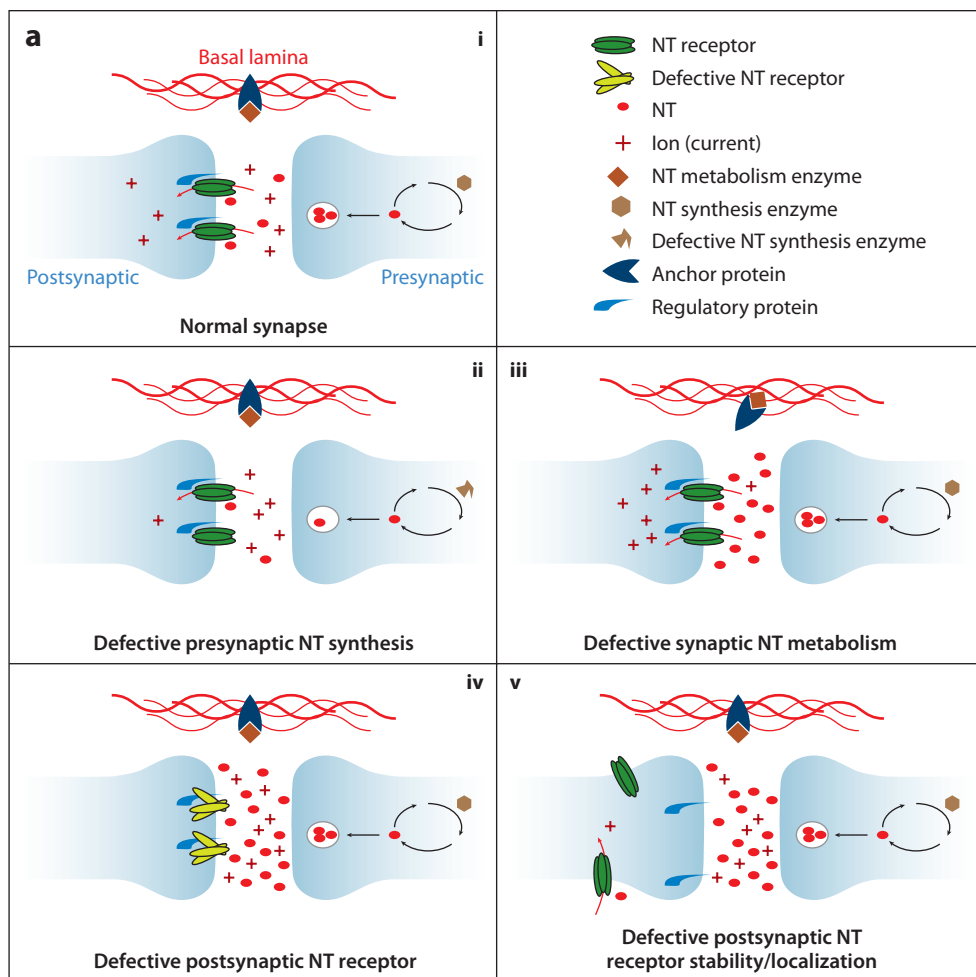 a
i
Basal lamina
Postsynaptic
Presynaptic
Normal synapse
NT receptor
Defective NT receptor
NT
Ion (current)
NT metabolism enzyme
NT synthesis enzyme
Defective NT synthesis enzyme
Anchor protein
Regulatory protein
ii
Defective presynaptic NT synthesis
iii
Defective synaptic NT metabolism
iv
Defective postsynaptic NT receptor
v
Defective postsynaptic NT
receptor stability/localization